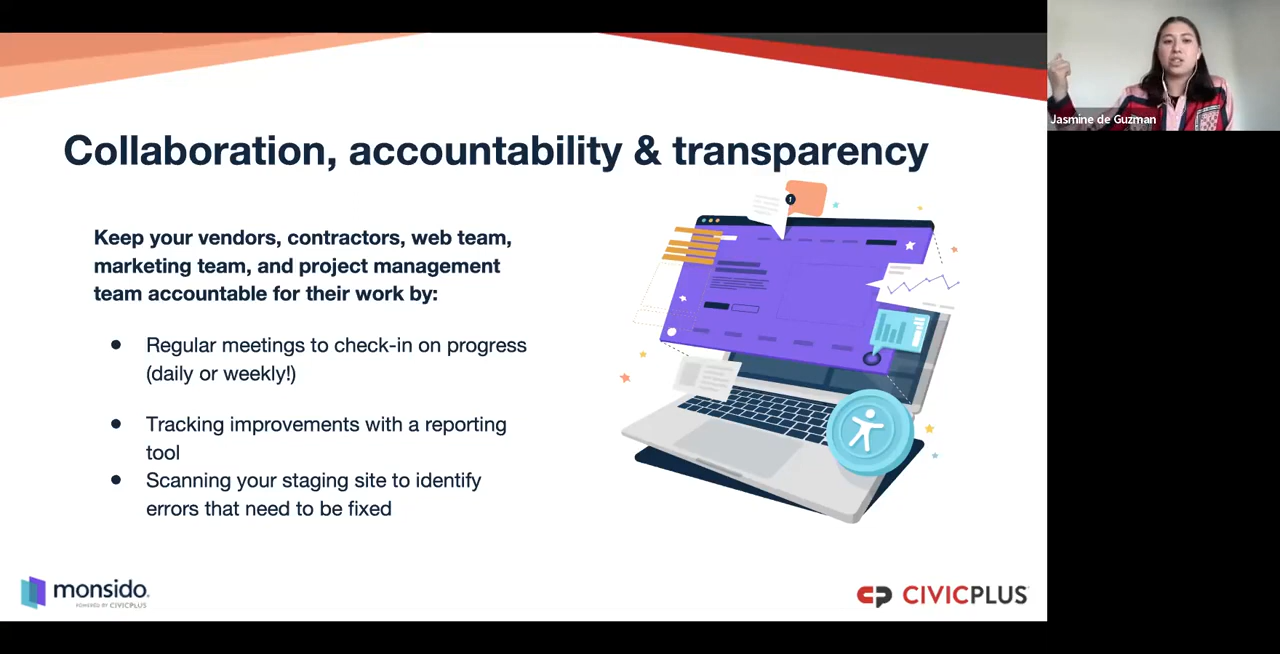 Jasmine de Guzman
Collaboration, accountability & transparency
Keep your vendors, contractors, web team,
marketing team, and project management
team accountable for their work by:
● Regular meetings to check-in on progress
(daily or weekly!)
● Tracking improvements with a reporting
tool
● Scanning your staging site to identify
errors that need to be fixed
1
monsido
POWERED BY CIVICPLUS
CP CIVICPLUS